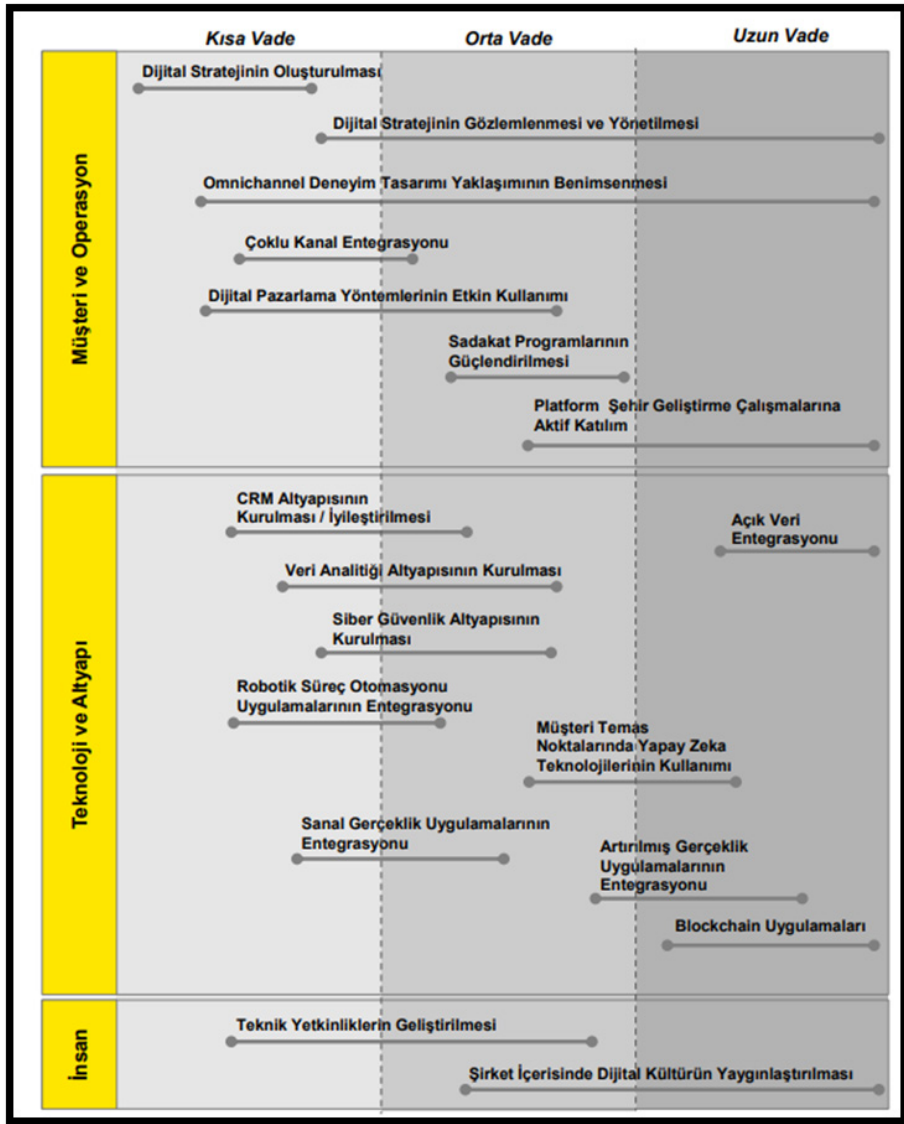 Kısa Vade
Orta Vade
Uzun Vade
Müşteri ve Operasyon
Dijital Stratejinin Oluşturulması
Dijital Stratejinin Gözlemlenmesi ve Yönetilmesi
Omnichannel Deneyim Tasarımı Yaklaşımının Benimsenmesi
Çoklu Kanal Entegrasyonu
Dijital Pazarlama Yöntemlerinin Etkin Kullanımı
Sadakat Programlarının
Güçlendirilmesi
Platform Şehir Geliştirme Çalışmalarına
Aktif Katılım
Teknoloji ve Altyapı
CRM Altyapısının
Kurulması / İyileştirilmesi
Açık Veri
Entegrasyonu
Veri Analitiği Altyapısının Kurulması
Siber Güvenlik Altyapısının
Kurulması
Robotik Süreç Otomasyonu
Uygulamalarının Entegrasyonu
Müşteri Temas
Noktalarında Yapay Zeka
Teknolojilerinin Kullanımı
Sanal Gerçeklik Uygulamalarının
Entegrasyonu
Artırılmış Gerçeklik
Uygulamalarının
Entegrasyonu
Blockchain Uygulamaları
İnsan
Teknik Yetkinliklerin Geliştirilmesi
Şirket İçerisinde Dijital Kültürün Yaygınlaştırılması